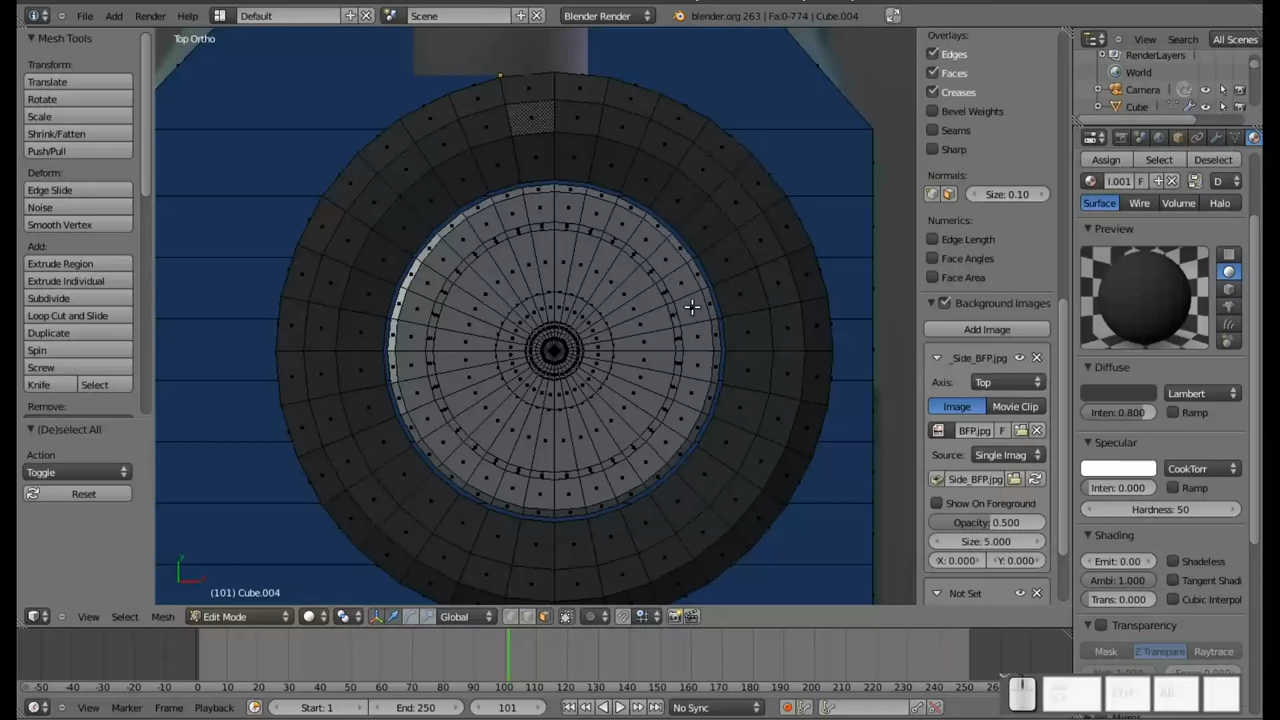 File Add Render Help Default Scene Blender Render blender.org 263 | Fa:0-774 | Cube.004
Mesh Tools
Transform:
Translate
Rotate
Scale
Shrink/Fatten
Push/Pull
Deform:
Edge Slide
Noise
Smooth Vertex
Add:
Extrude Region
Extrude Individual
Subdivide
Loop Cut and Slide
Duplicate
Spin
Screw
Knife Select
Remove:
(De)select All
Action
Toggle
Reset
Top Ortho
(101) Cube.004
Overlays:
Edges
Faces
Creases
Bevel Weights
Seams
Sharp
Normals:
Size: 0.10
Numerics:
Edge Length
Face Angles
Face Area
Background Images
Add Image
_Side_BFP.jpg
Axis: Top
Image Movie Clip
BFP.jpg F
Source: Single Imag
Side_BFP.jpg
Show On Foreground
Opacity: 0.500
Size: 5.000
X: 0.000 Y: 0.000
Not Set
View Search All Scenes
RenderLayers
World
Camera
Cube
Assign Select Deselect
I.001 F D
Surface Wire Volume Halo
Preview
Diffuse
Lambert
Inten: 0.800 Ramp
Specular
CookTorr
Inten: 0.000 Ramp
Hardness: 50
Shading
Emit: 0.00 Shadeless
Ambi: 1.000 Tangent Shadi
Trans: 0.000 Cubic Interpol
Transparency
Mask Z Transpare Raytrace
View Select Mesh Edit Mode Global
-50 -40 -30 -20 -10 0 10 20 30 40 50 60 70 80 90 100 110 120 130 140 150 160 170 180 190 200 210 220 230 240 250 26
View Marker Frame Playback Start: 1 End: 250 101 No Sync
Ctrl Alt